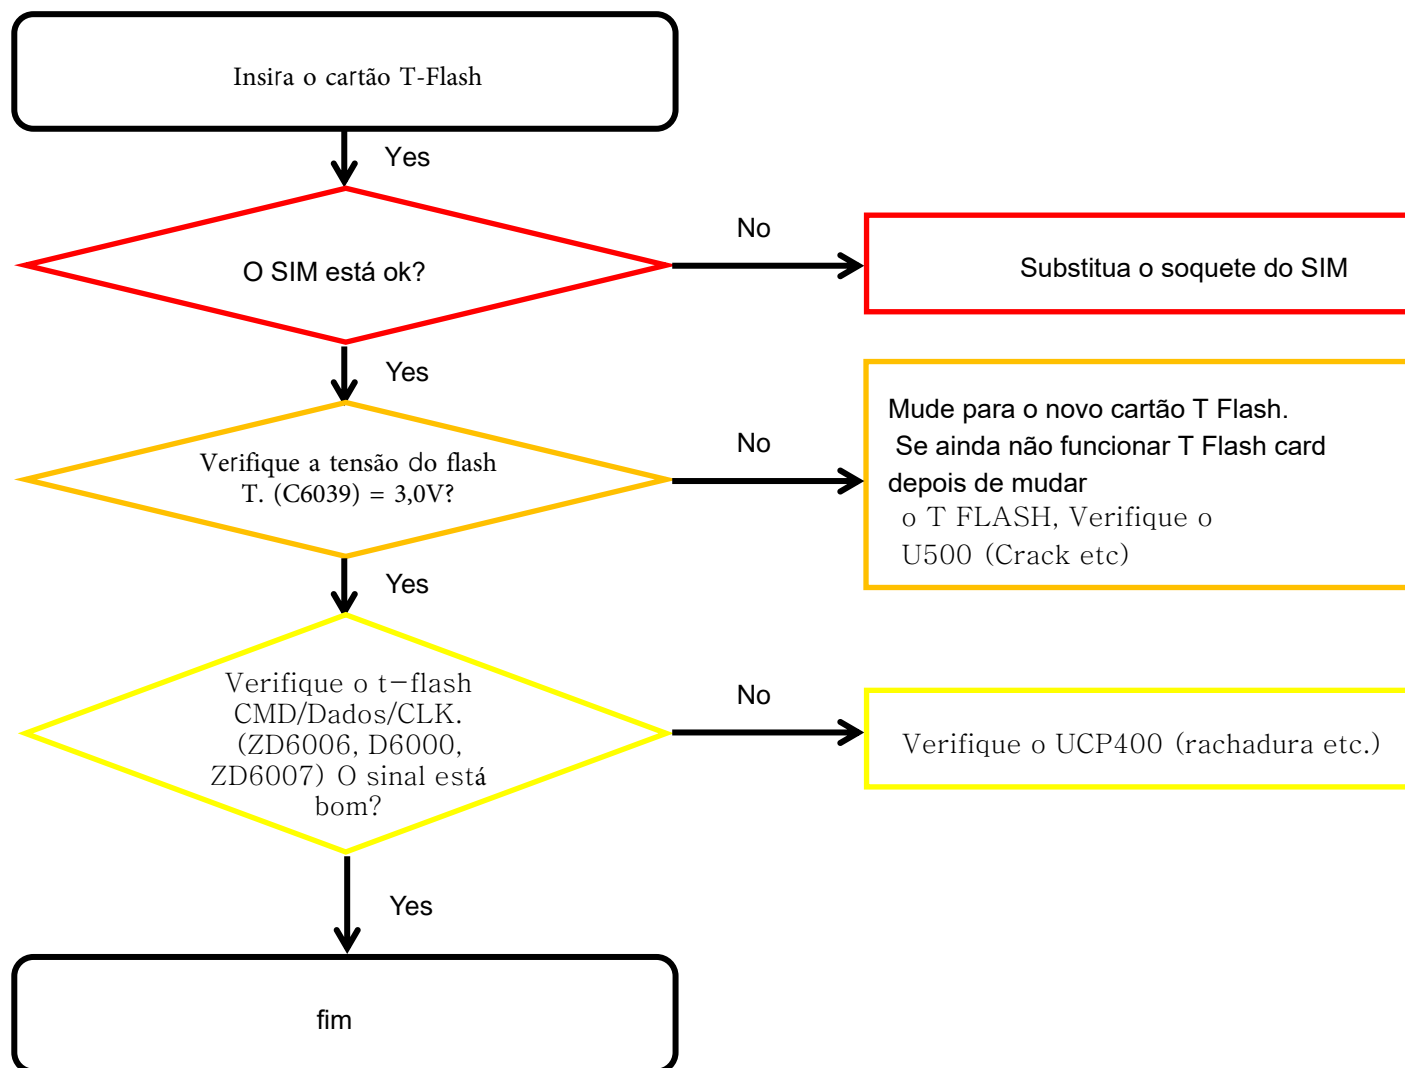 Insira o cartão T-Flash
Yes
O SIM está ok?
No
Substitua o soquete do SIM
Yes
Verifique a tensão do flash
T. (C6039) = 3,0V?
No
Mude para o novo cartão T Flash.
Se ainda não funcionar T Flash card
depois de mudar
o T FLASH, Verifique o
U500 (Crack etc)
Yes
Verifique o t-flash
CMD/Dados/CLK.
(ZD6006, D6000,
ZD6007) O sinal está
bom?
No
Verifique o UCP400 (rachadura etc.)
Yes
fim